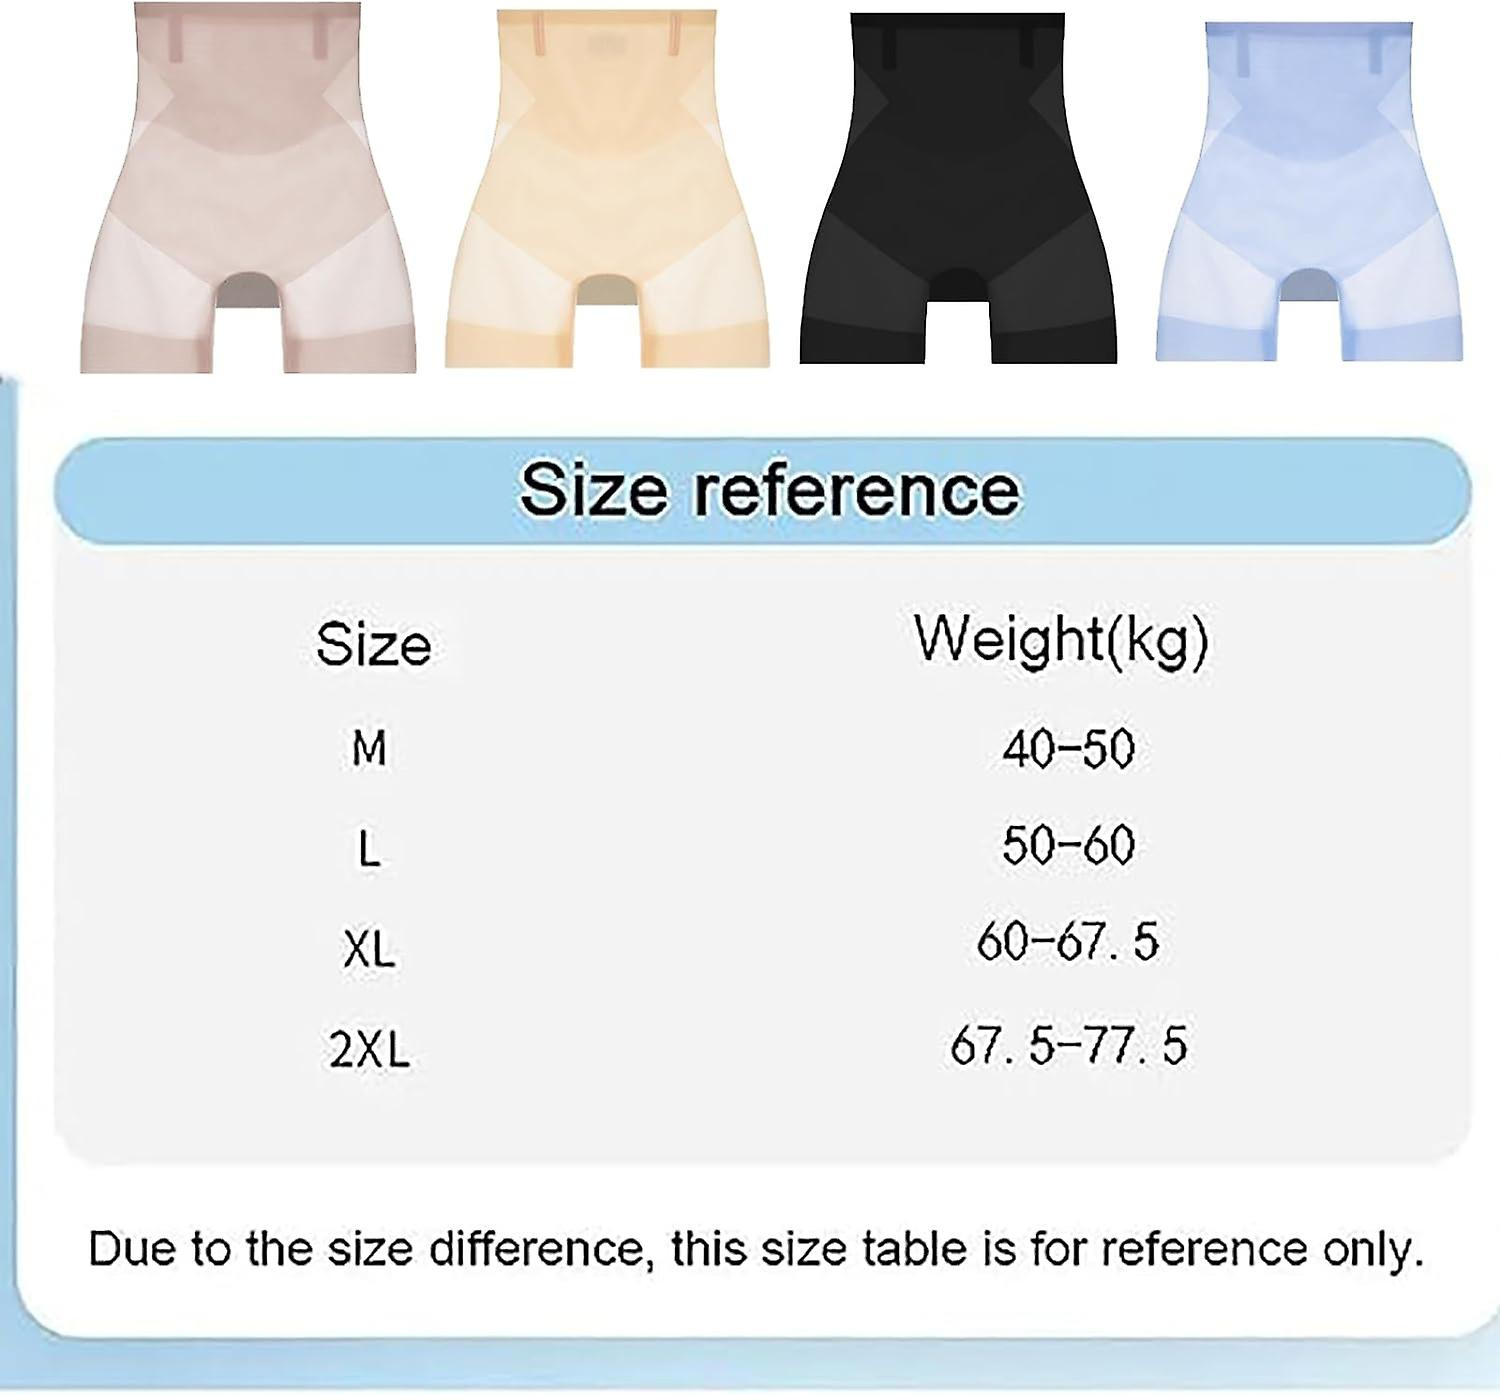 Size reference
Size Weight(kg)
M 40-50
L 50-60
XL 60-67.5
2XL 67.5-77.5
Due to the size difference, this size table is for reference only.